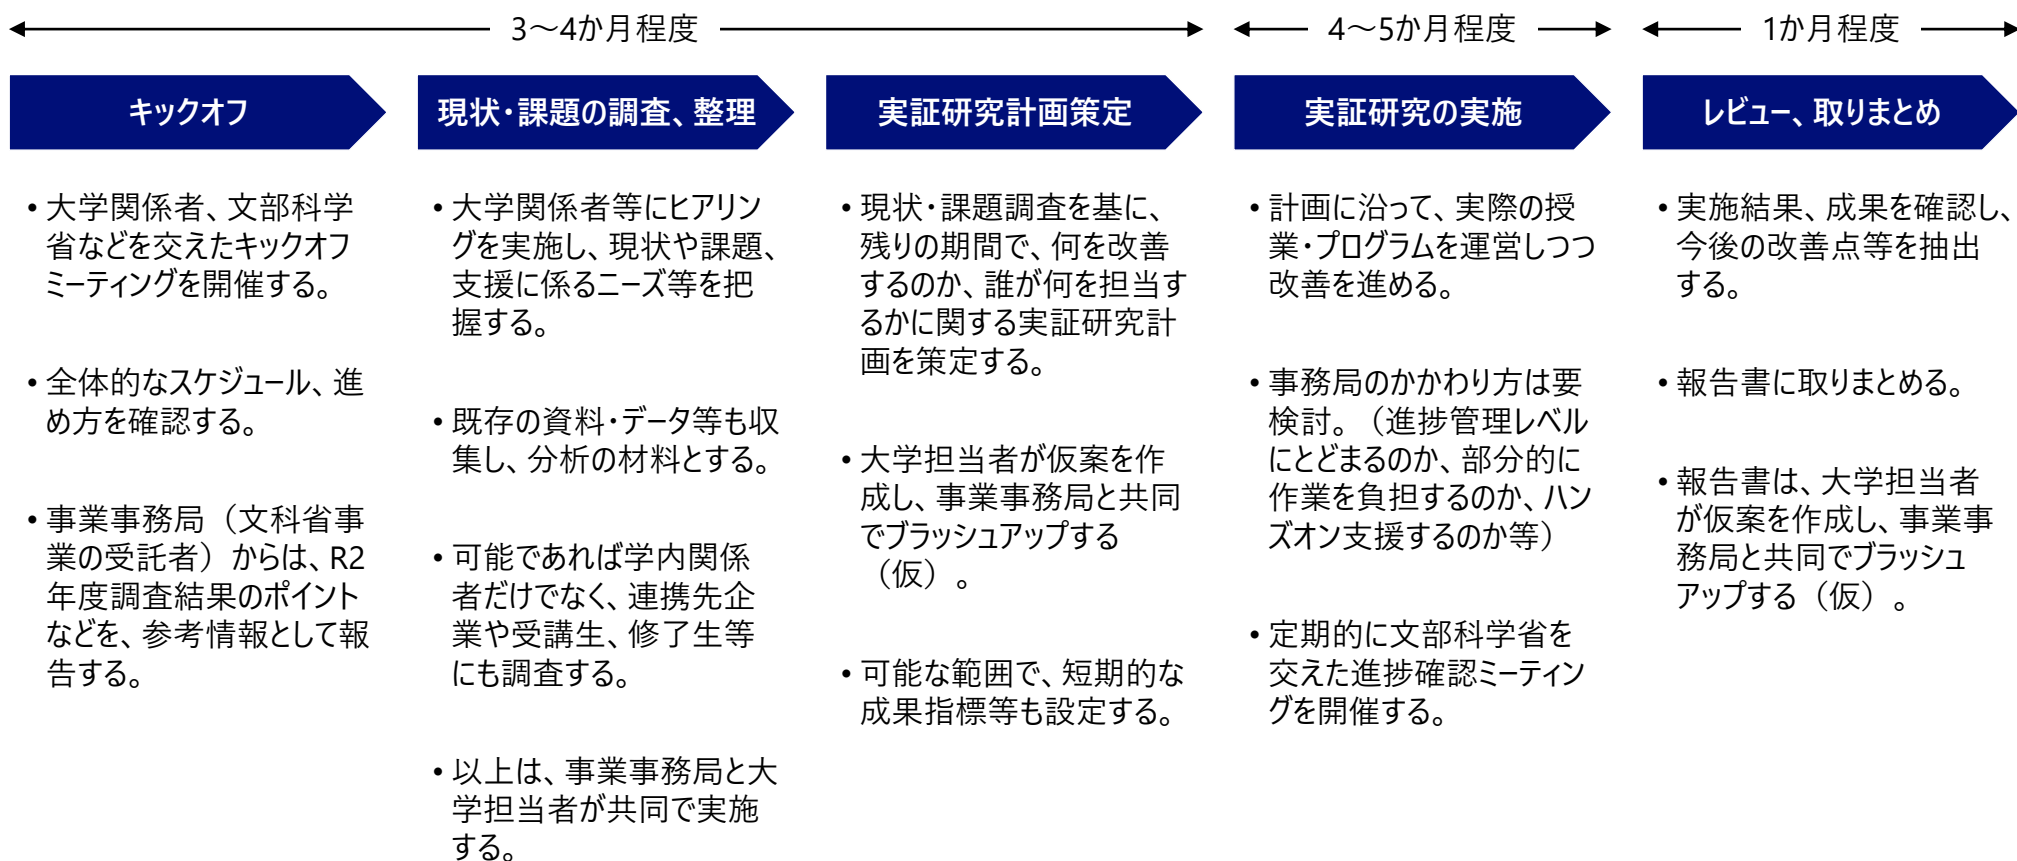 3～4か月程度
4～5か月程度
1か月程度
キックオフ
現状・課題の調査、整理
実証研究計画策定
実証研究の実施
レビュー、取りまとめ
• 大学関係者、文部科学
省などを交えたキックオフ
ミーティングを開催する。
• 全体的なスケジュール、進
め方を確認する。
• 事業事務局（文科省事
業の受託者）からは、R2
年度調査結果のポイント
などを、参考情報として報
告する。
• 大学関係者等にヒアリン
グを実施し、現状や課題、
支援に係るニーズ等を把
握する。
• 既存の資料・データ等も収
集し、分析の材料とする。
• 可能であれば学内関係
者だけでなく、連携先企
業や受講生、修了生等
にも調査する。
• 以上は、事業事務局と大
学担当者が共同で実施
する。
• 現状・課題調査を基に、
残りの期間で、何を改善
するのか、誰が何を担当す
るかに関する実証研究計
画を策定する。
• 大学担当者が仮案を作
成し、事業事務局と共同
でブラッシュアップする
（仮）。
• 可能な範囲で、短期的な
成果指標等も設定する。
• 計画に沿って、実際の授
業・プログラムを運営しつつ
改善を進める。
• 事務局のかかわり方は要
検討。（進捗管理レベル
にとどまるのか、部分的に
作業を負担するのか、ハン
ズオン支援するのか等）
• 定期的に文部科学省を
交えた進捗確認ミーティン
グを開催する。
• 実施結果、成果を確認し、
今後の改善点等を抽出
する。
• 報告書に取りまとめる。
• 報告書は、大学担当者
が仮案を作成し、事業事
務局と共同でブラッシュ
アップする（仮）。